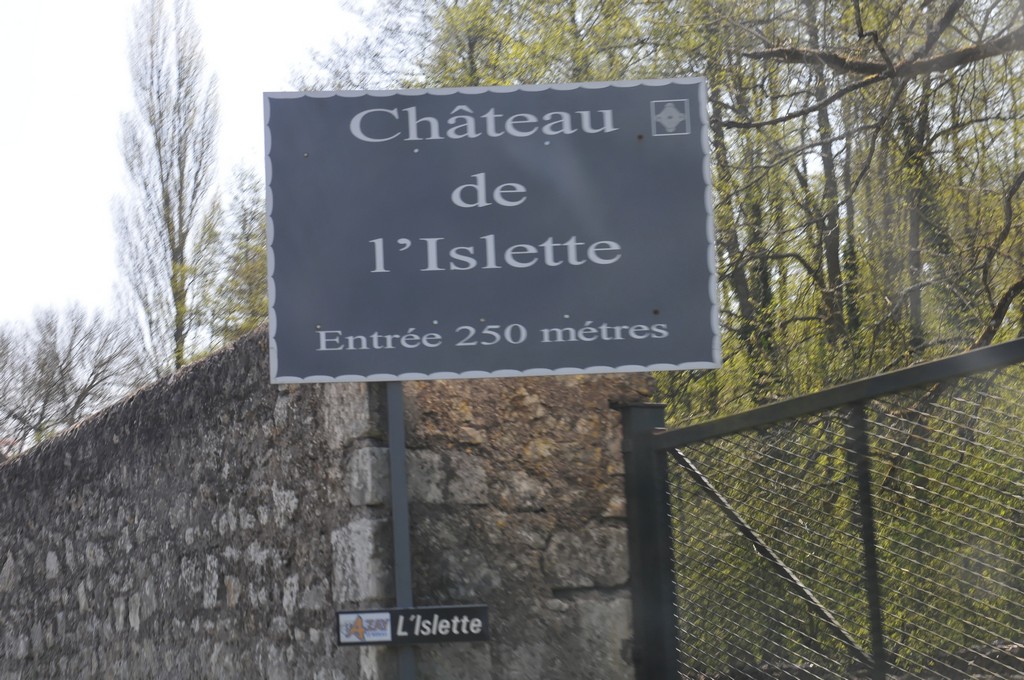 Château
de
l'Islette
Entrée 250 métres
L'Islette